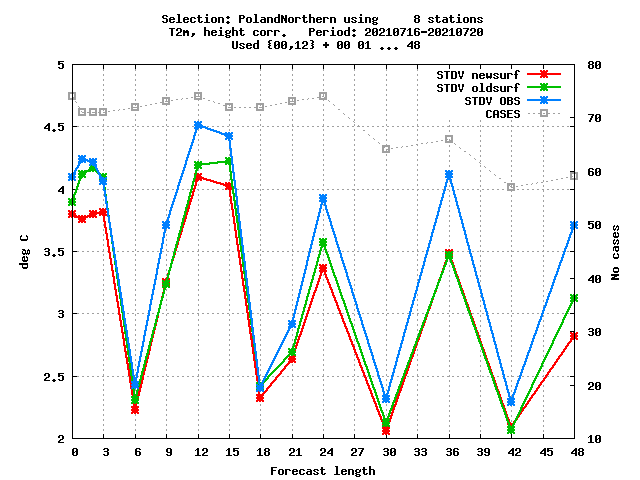 Selection: PolandNorthern using     8 stations
T2m, height corr.   Period: 20210716-20210720
Used {00,12} + 00 01 ... 48
STDV newsurf
STDV oldsurf
STDV OBS
CASES
5
4.5
4
3.5
3
2.5
2
80
70
60
50
40
30
20
10
deg C
No cases
0 3 6 9 12 15 18 21 24 27 30 33 36 39 42 45 48
Forecast length